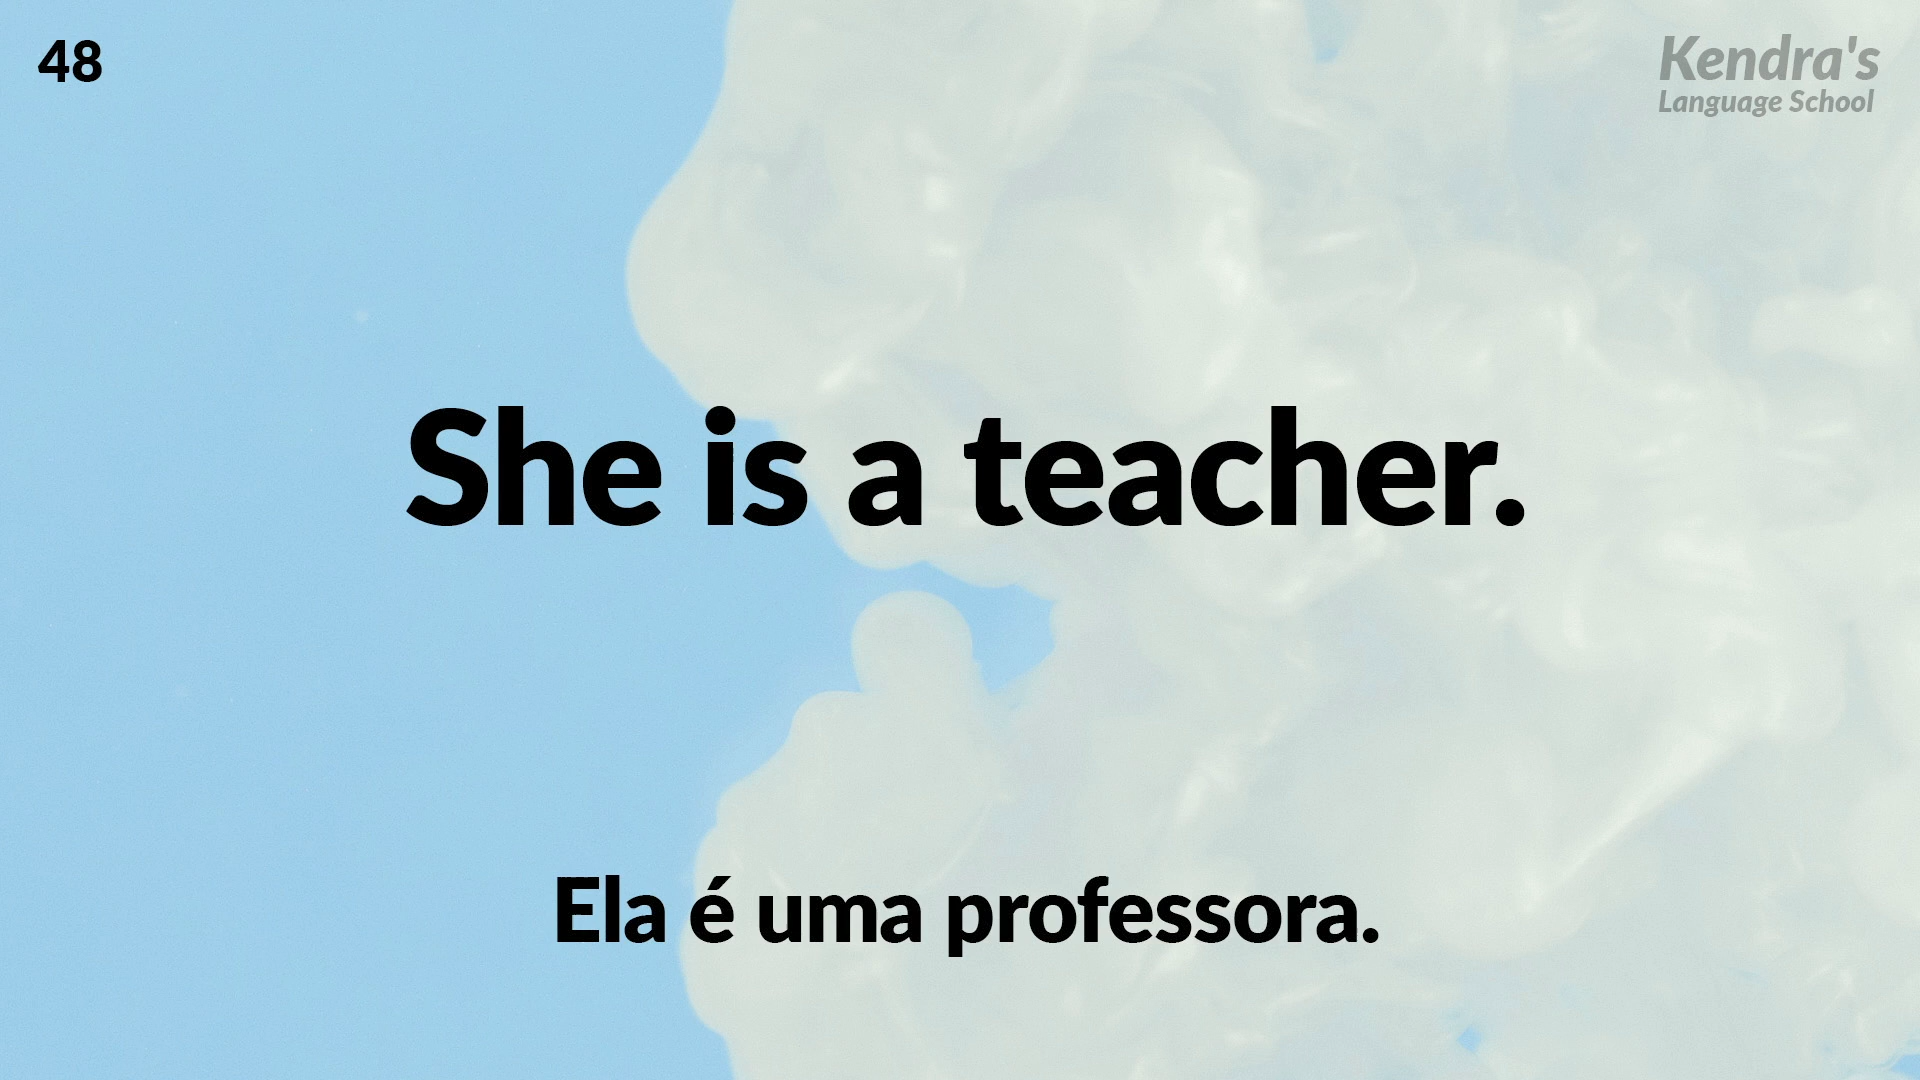 48
Kendra's
Language School
She is a teacher.
Ela é uma professora.